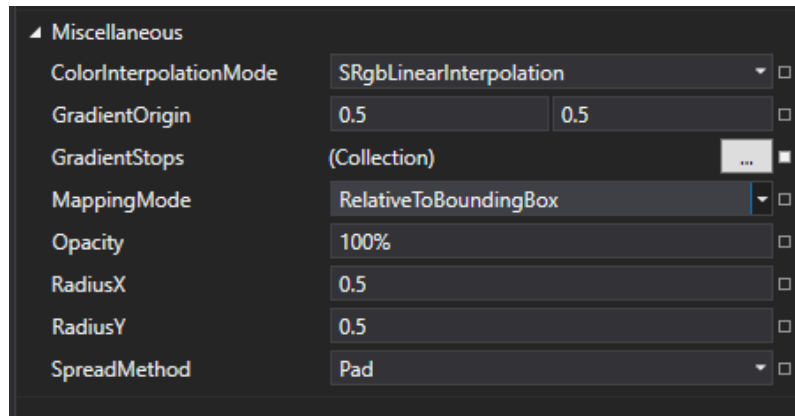 Miscellaneous
ColorInterpolationMode SRgbLinearInterpolation
GradientOrigin 0.5 0.5
GradientStops (Collection) ...
MappingMode RelativeToBoundingBox
Opacity 100%
RadiusX 0.5
RadiusY 0.5
SpreadMethod Pad